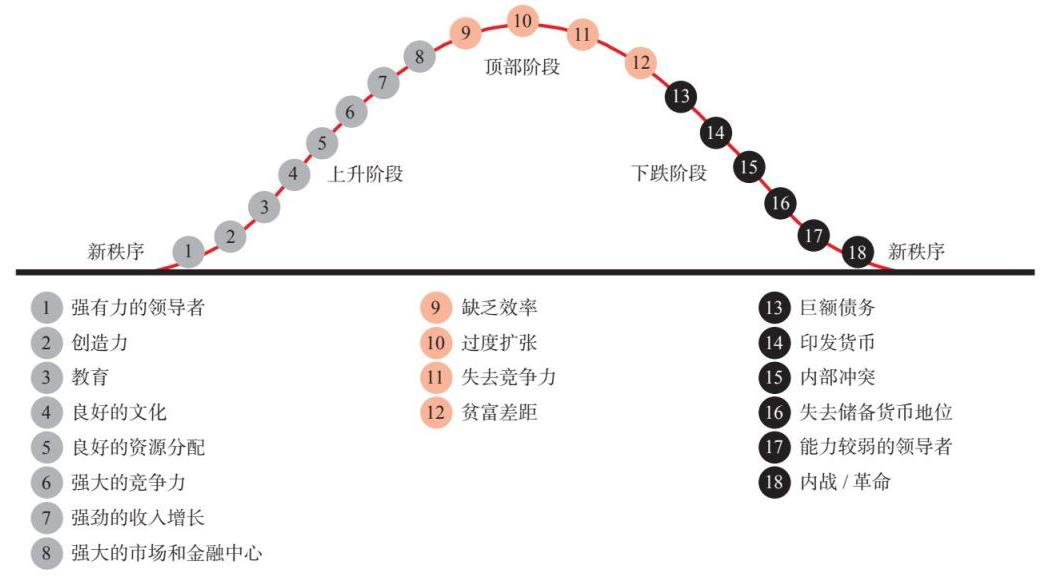 9 10 11
8 12
顶部阶段
7 13
6 14
5 15
4 上升阶段 下跌阶段
3 16
2 17
新秩序 1 18 新秩序
1 强有力的领导者
2 创造力
3 教育
4 良好的文化
5 良好的资源分配
6 强大的竞争力
7 强劲的收入增长
8 强大的市场和金融中心
9 缺乏效率
10 过度扩张
11 失去竞争力
12 贫富差距
13 巨额债务
14 印发货币
15 内部冲突
16 失去储备货币地位
17 能力较弱的领导者
18 内战 / 革命